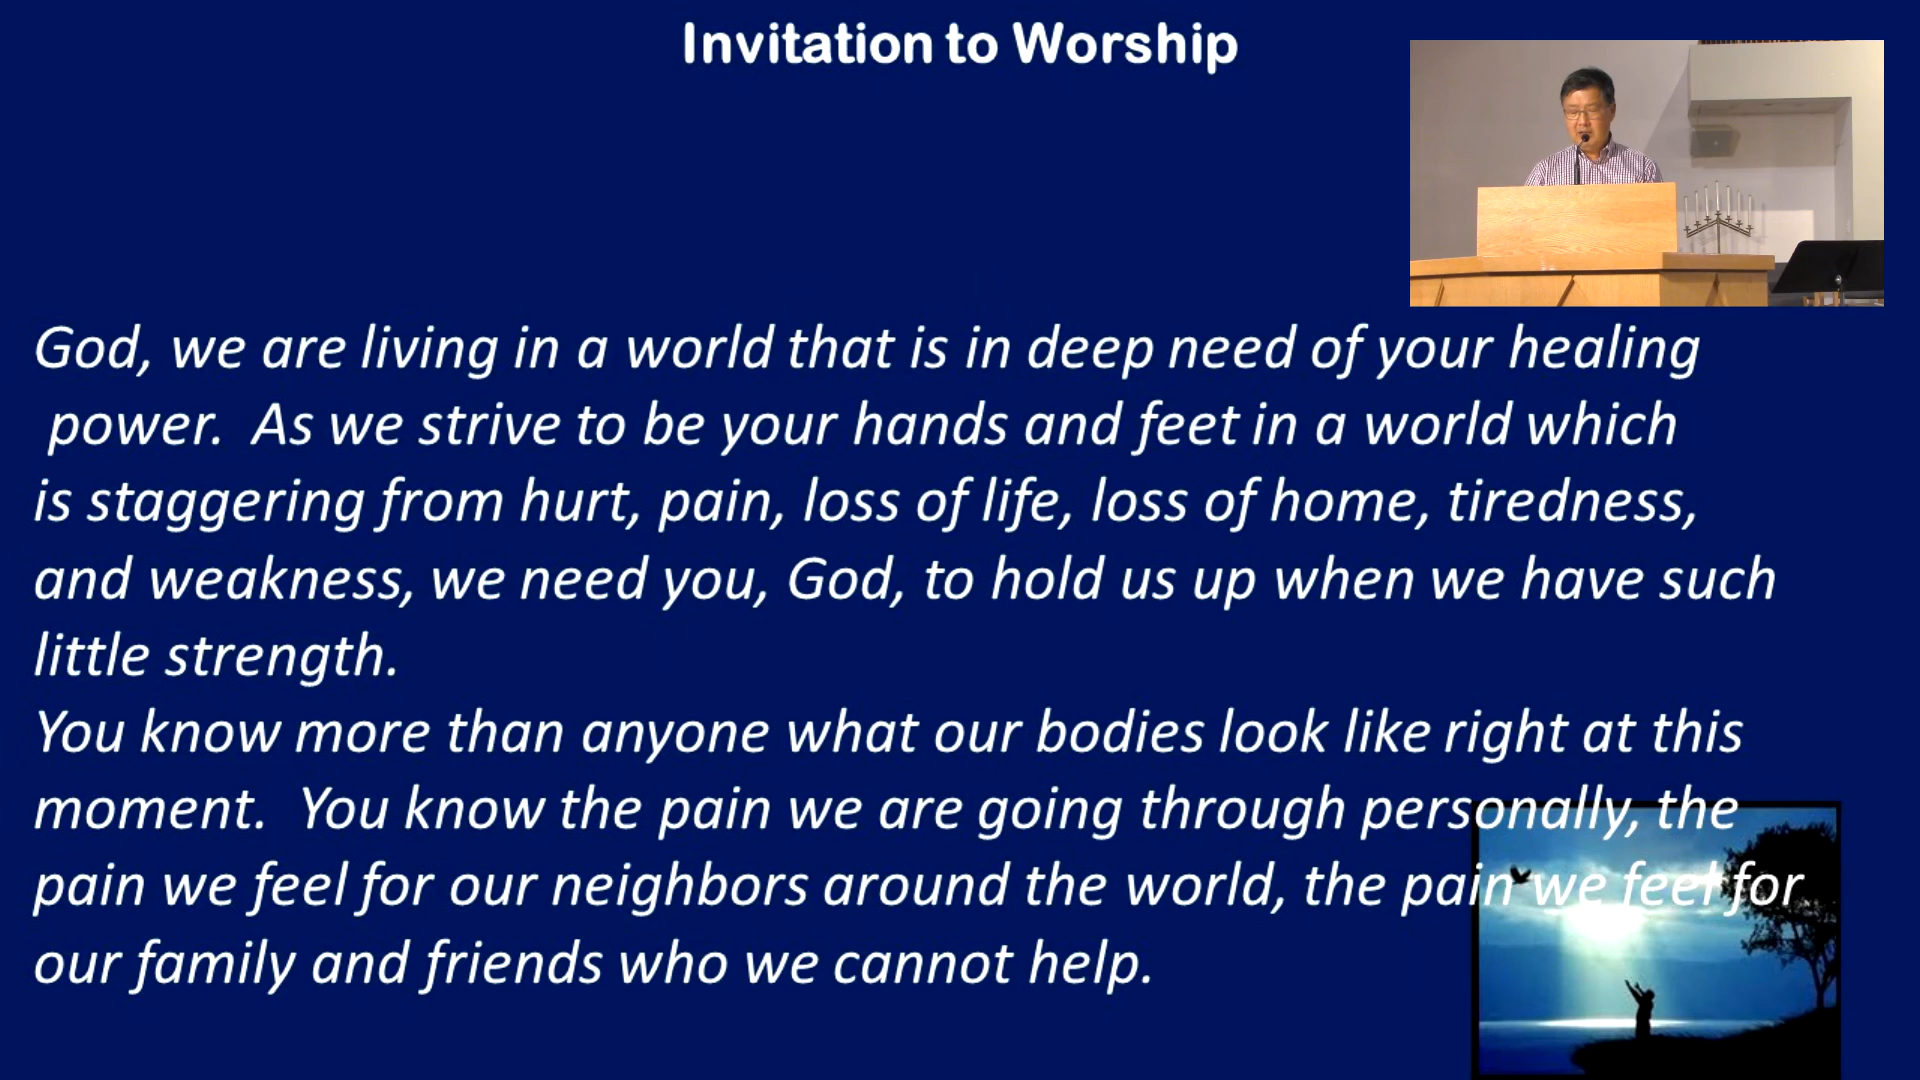 Invitation to Worship
God, we are living in a world that is in deep need of your healing
power.  As we strive to be your hands and feet in a world which
is staggering from hurt, pain, loss of life, loss of home, tiredness,
and weakness, we need you, God, to hold us up when we have such
little strength.
You know more than anyone what our bodies look like right at this
moment.  You know the pain we are going through personally, the
pain we feel for our neighbors around the world, the pain we feel for
our family and friends who we cannot help.